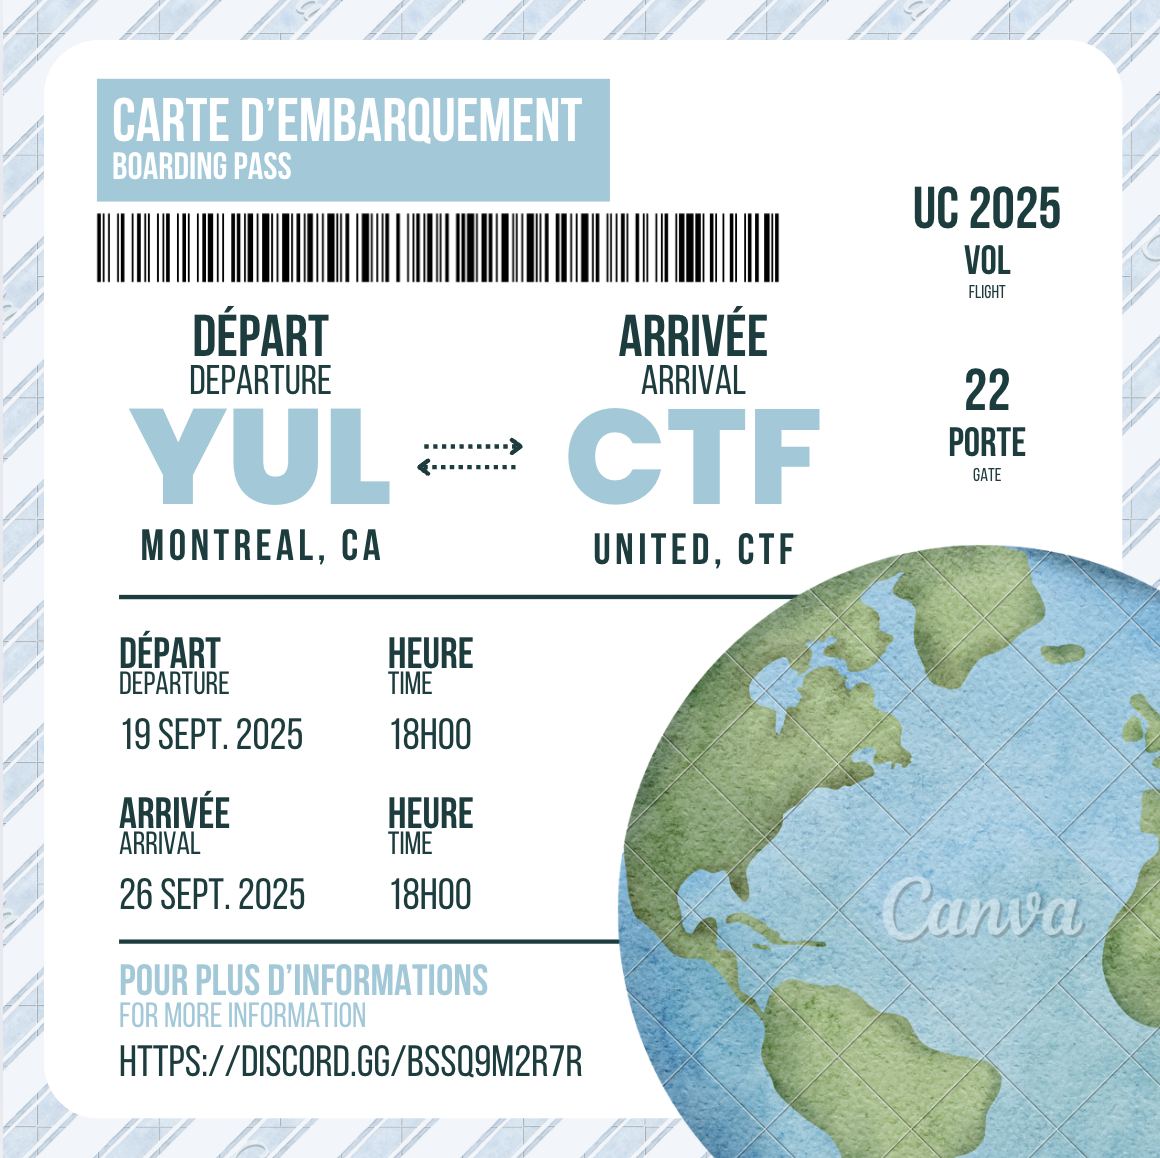 CARTE D'EMBARQUEMENT
BOARDING PASS
UC 2025
VOL
FLIGHT
DÉPART
DEPARTURE
YUL
MONTREAL, CA
ARRIVÉE
ARRIVAL
CTF
UNITED, CTF
22
PORTE
GATE
DÉPART
DEPARTURE
19 SEPT. 2025
HEURE
TIME
18H00
ARRIVÉE
ARRIVAL
26 SEPT. 2025
HEURE
TIME
18H00
POUR PLUS D'INFORMATIONS
FOR MORE INFORMATION
HTTPS://DISCORD.GG/BSSQ9M2R7R
Canva